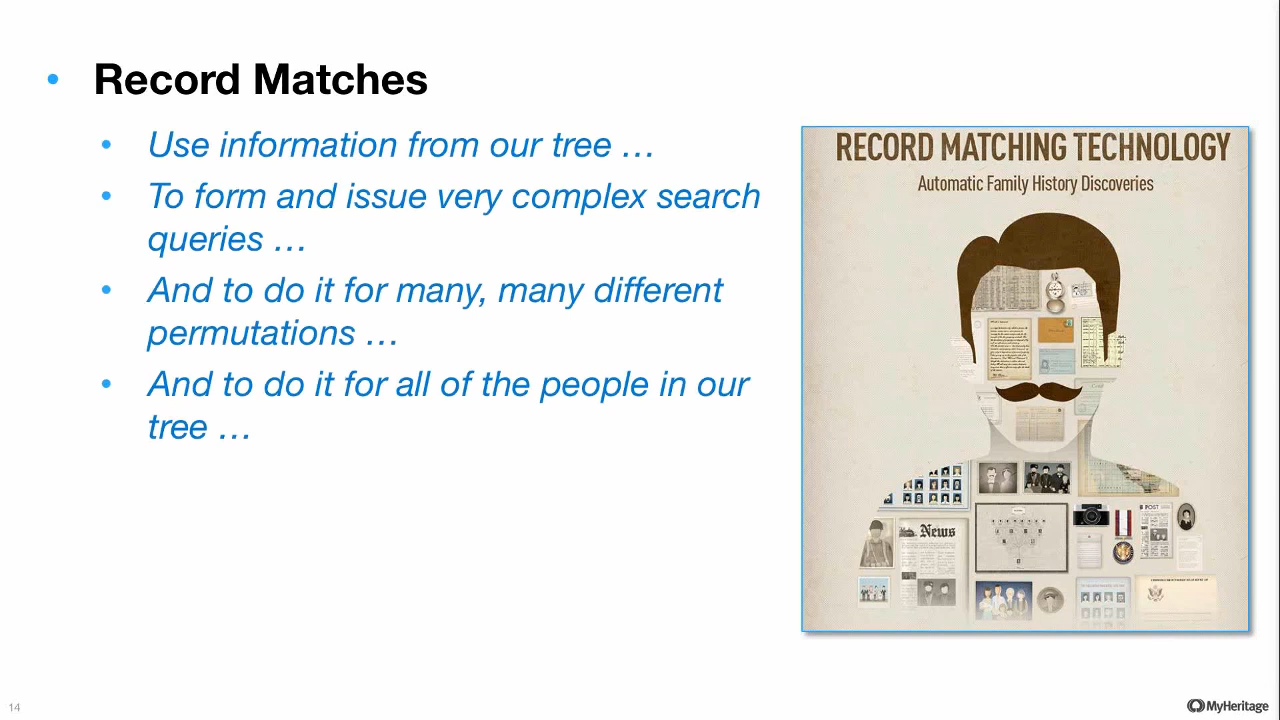 • Record Matches
• Use information from our tree …
• To form and issue very complex search
queries …
• And to do it for many, many different
permutations …
• And to do it for all of the people in our
tree …
RECORD MATCHING TECHNOLOGY
Automatic Family History Discoveries
News
POST
14
MyHeritage